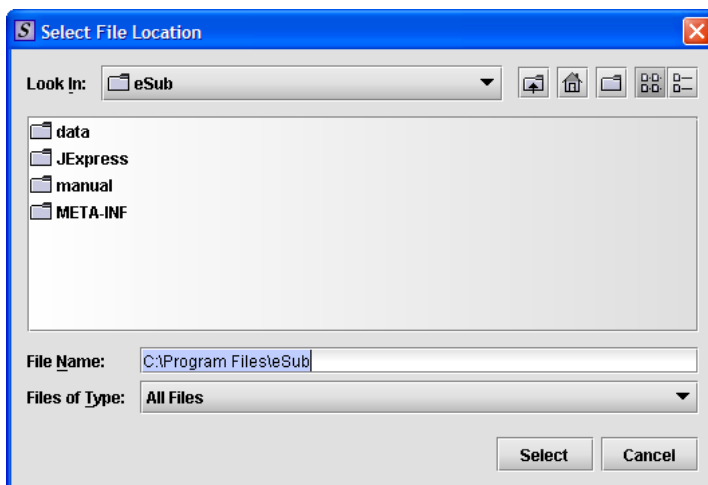 S Select File Location
Look In: eSub
data
JExpress
manual
META-INF
File Name: C:\Program Files\eSub
Files of Type: All Files
Select Cancel